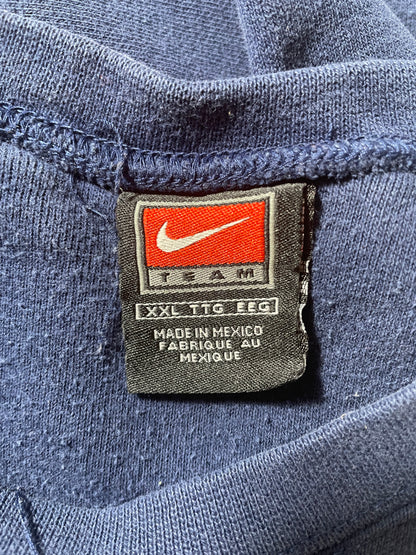 TEAM
XXL TTG EEG
MADE IN MEXICO
FABRIQUE AU
MEXIQUE